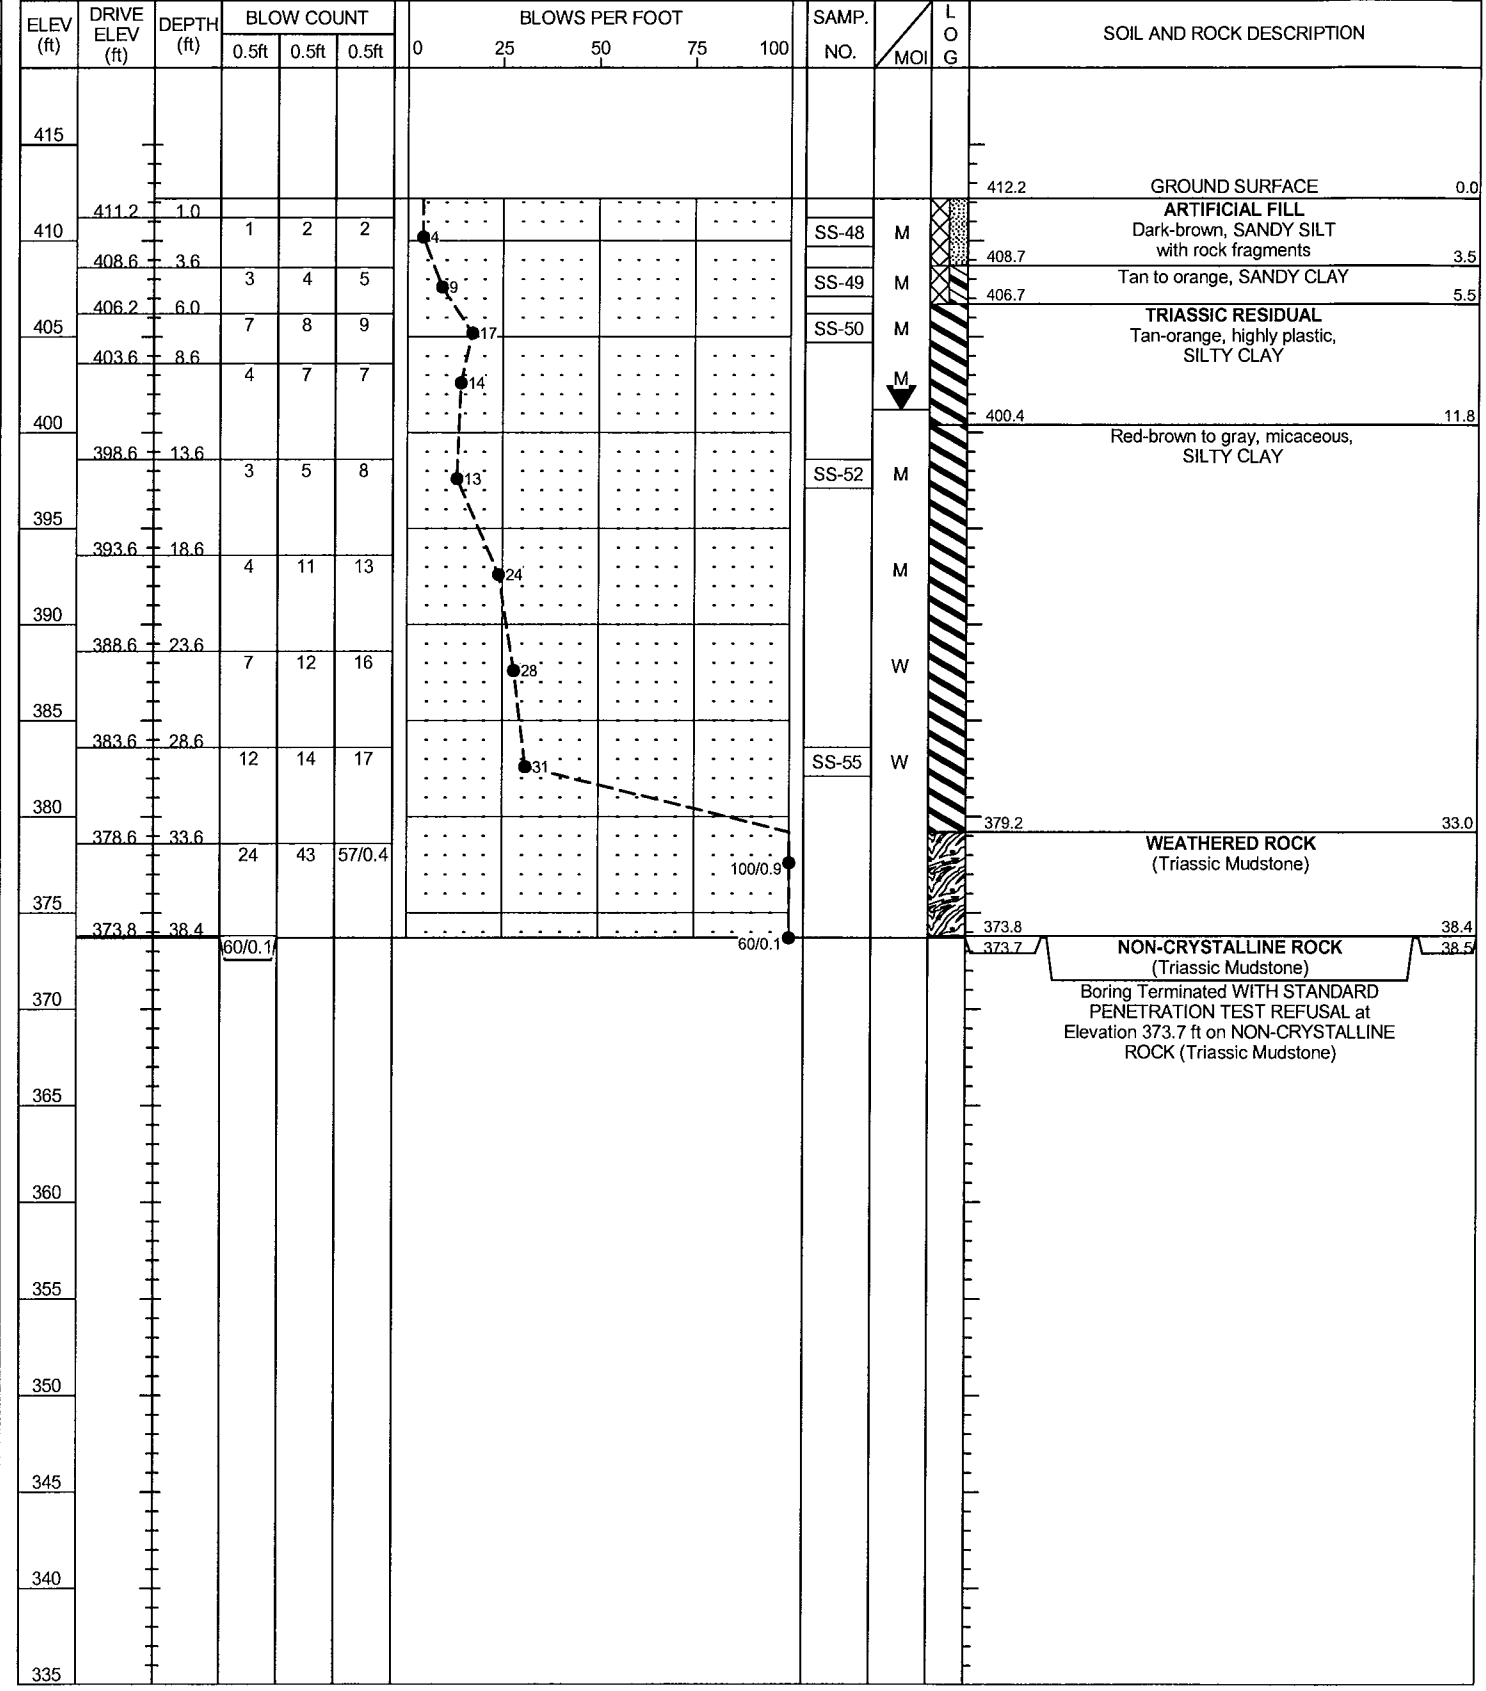 ELEV (ft) DRIVE ELEV (ft) DEPTH (ft) BLOW COUNT BLOWS PER FOOT SAMP. NO. MOI LOG SOIL AND ROCK DESCRIPTION
0.5ft 0.5ft 0.5ft 0 25 50 75 100
415
412.2 GROUND SURFACE 0.0
411.2 1.0 ARTIFICIAL FILL
410 1 2 2 4 SS-48 M Dark-brown, SANDY SILT
with rock fragments
408.6 3.6 408.7 3.5
3 4 5 9 SS-49 M Tan to orange, SANDY CLAY
406.7 5.5
406.2 6.0 TRIASSIC RESIDUAL
405 7 8 9 17 SS-50 M Tan-orange, highly plastic,
SILTY CLAY
403.6 8.6
4 7 7 14 M
400.4 11.8
400 Red-brown to gray, micaceous,
SILTY CLAY
398.6 13.6
3 5 8 13 SS-52 M
395
393.6 18.6
4 11 13 24 M
390
388.6 23.6
7 12 16 28 W
385
383.6 28.6
12 14 17 31 SS-55 W
380
379.2 33.0
378.6 33.6 WEATHERED ROCK
24 43 57/0.4 100/0.9 (Triassic Mudstone)
375
373.8 38.4 373.8 38.4
60/0.1 60/0.1 373.7 NON-CRYSTALLINE ROCK 38.5
(Triassic Mudstone)
370 Boring Terminated WITH STANDARD
PENETRATION TEST REFUSAL at
Elevation 373.7 ft on NON-CRYSTALLINE
ROCK (Triassic Mudstone)
365
360
355
350
345
340
335